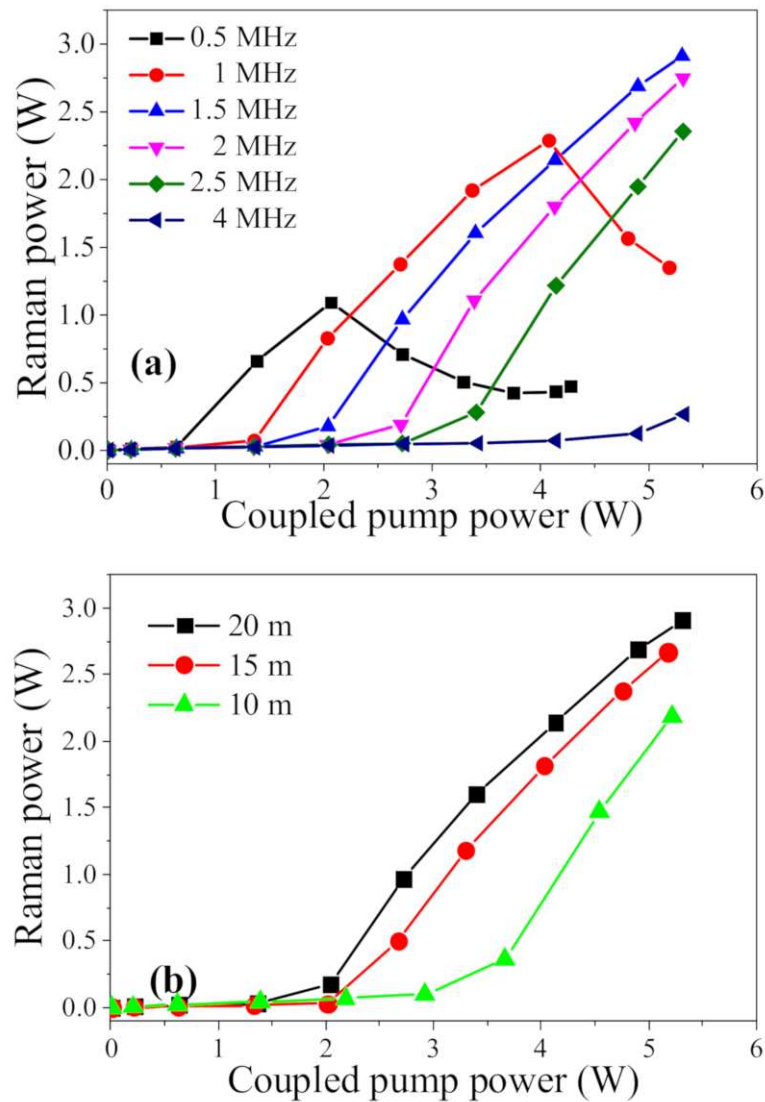 3.0
2.5
2.0
1.5
1.0
0.5
0.0
Raman power (W)
0.5 MHz
1 MHz
1.5 MHz
2 MHz
2.5 MHz
4 MHz
(a)
0 1 2 3 4 5 6
Coupled pump power (W)
3.0
2.5
2.0
1.5
1.0
0.5
0.0
Raman power (W)
20 m
15 m
10 m
(b)
0 1 2 3 4 5 6
Coupled pump power (W)